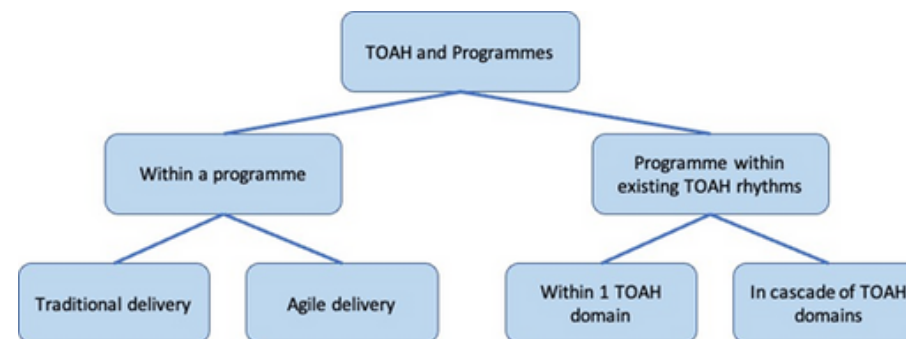 TOAH and Programmes
Within a programme
Programme within
existing TOAH rhythms
Traditional delivery
Agile delivery
Within 1 TOAH
domain
In cascade of TOAH
domains